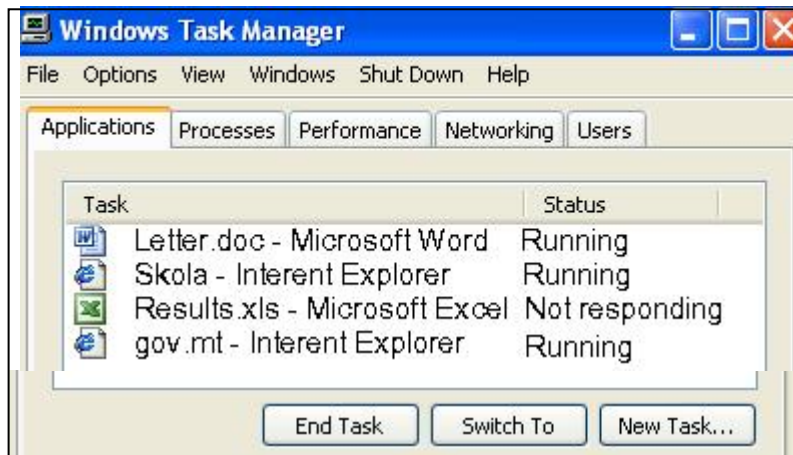 Windows Task Manager
File Options View Windows Shut Down Help
Applications Processes Performance Networking Users
Task Status
Letter.doc - Microsoft Word Running
Skola - Interent Explorer Running
Results.xls - Microsoft Excel Not responding
gov.mt - Interent Explorer Running
End Task Switch To New Task...